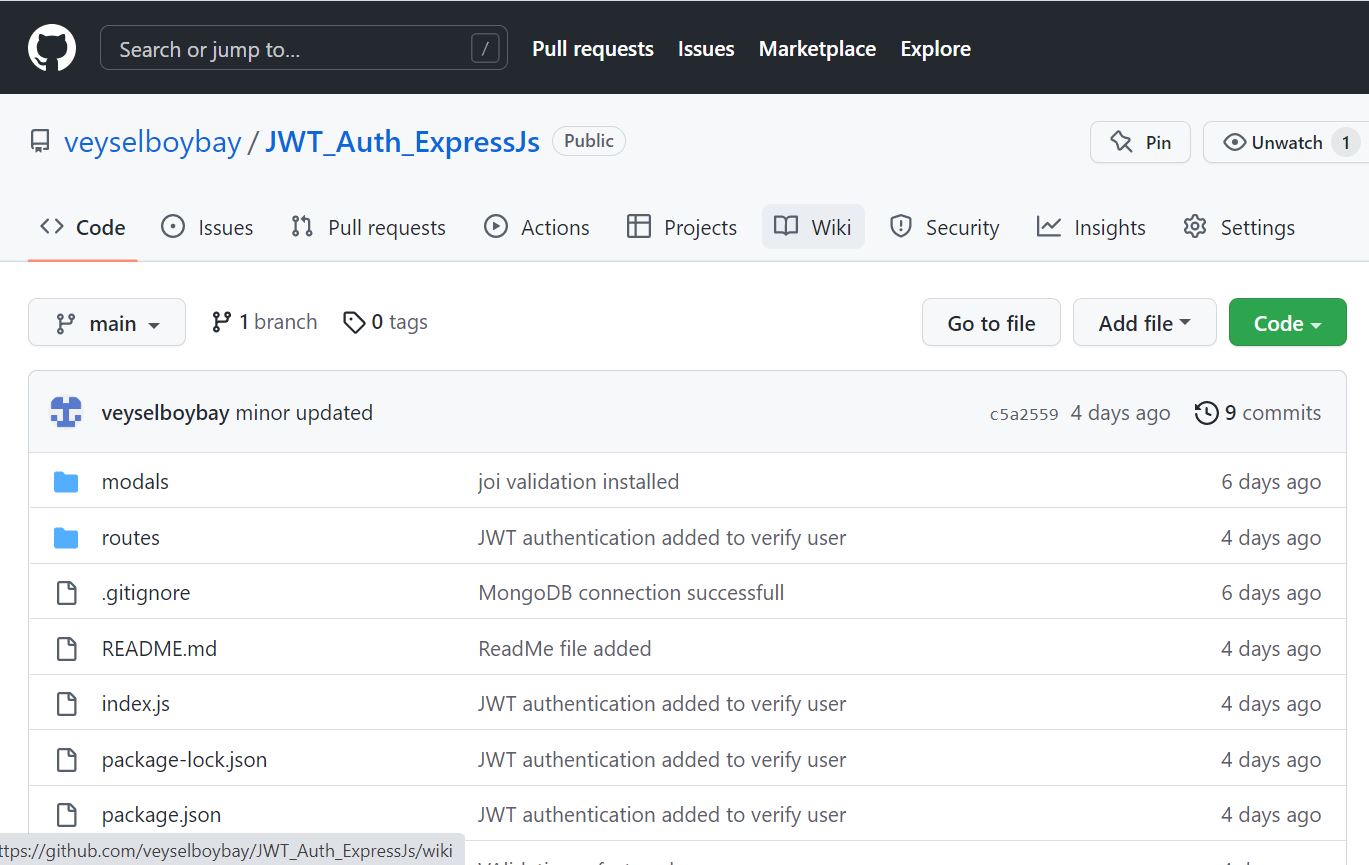 Search or jump to... / Pull requests Issues Marketplace Explore
veyselboybay / JWT_Auth_ExpressJs Public Pin Unwatch 1
Code Issues Pull requests Actions Projects Wiki Security Insights Settings
main 1 branch 0 tags Go to file Add file Code
veyselboybay minor updated c5a2559 4 days ago 9 commits
modals joi validation installed 6 days ago
routes JWT authentication added to verify user 4 days ago
.gitignore MongoDB connection successfull 6 days ago
README.md ReadMe file added 4 days ago
index.js JWT authentication added to verify user 4 days ago
package-lock.json JWT authentication added to verify user 4 days ago
package.json JWT authentication added to verify user 4 days ago
ttps://github.com/veyselboybay/JWT_Auth_ExpressJs/wiki